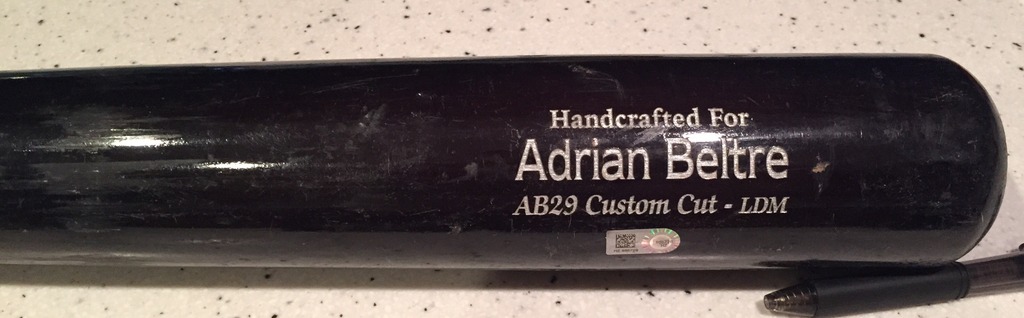 Handcrafted For
Adrian Beltre
AB29 Custom Cut - LDM